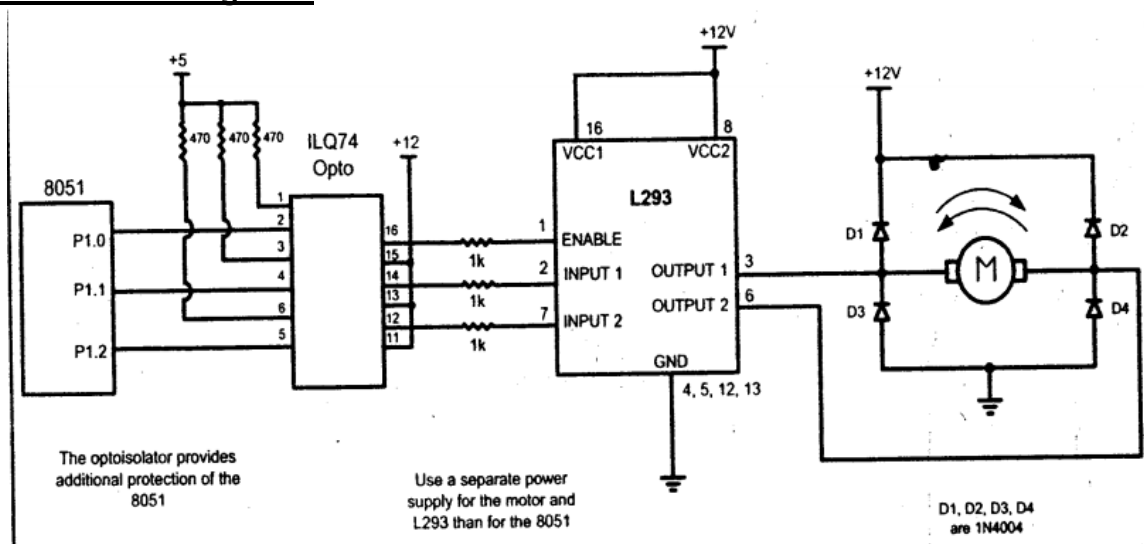 +5
470
470
470
ILQ74
Opto
+12
8051
P1.0
P1.1
P1.2
1
2
3
4
6
5
16
15
14
13
12
11
1k
1k
1k
+12V
16
8
VCC1
VCC2
L293
1
ENABLE
2
INPUT 1
7
INPUT 2
OUTPUT 1
3
OUTPUT 2
6
GND
4, 5, 12, 13
+12V
D1
D2
M
D3
D4
The optoisolator provides
additional protection of the
8051
Use a separate power
supply for the motor and
L293 than for the 8051
D1, D2, D3, D4
are 1N4004